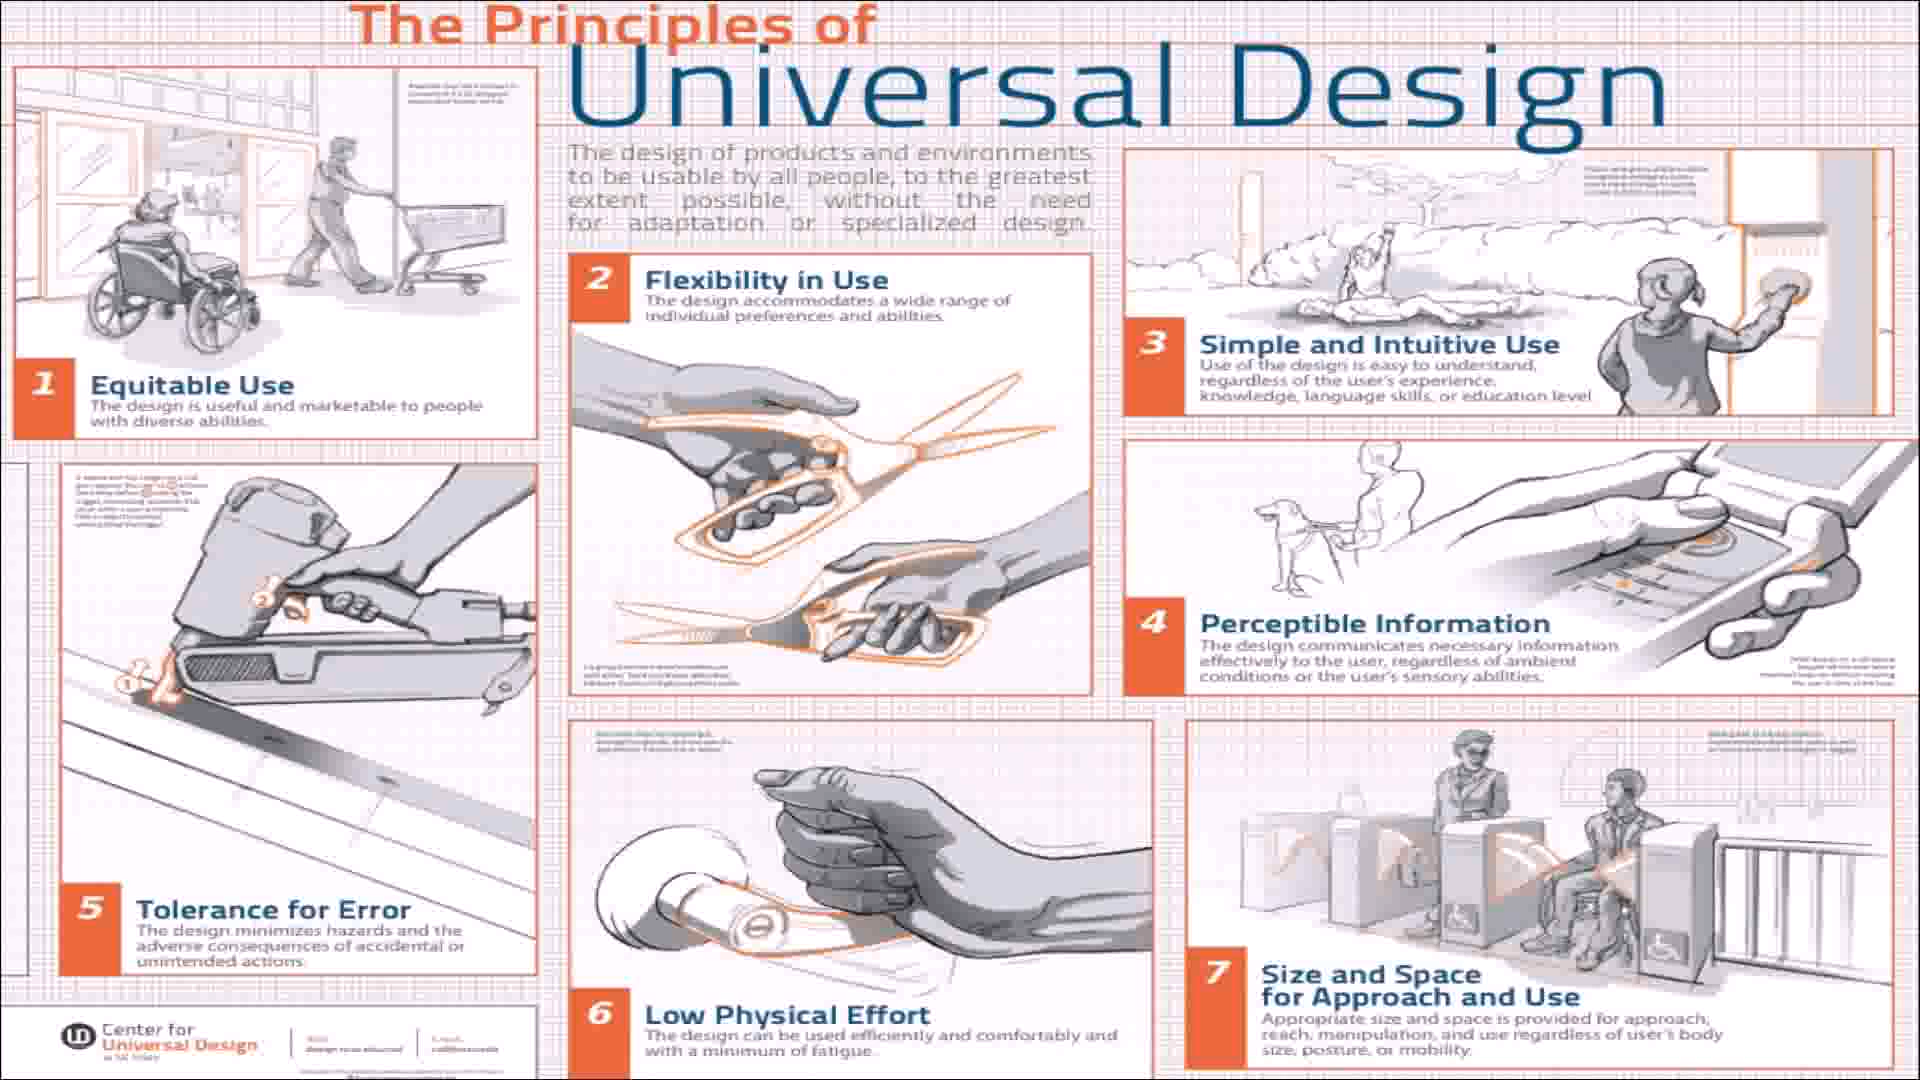 The Principles of
Universal Design
The design of products and environments
to be usable by all people, to the greatest
extent possible, without the need
for adaptation or specialized design.
1
Equitable Use
The design is useful and marketable to people
with diverse abilities.
2
Flexibility in Use
The design accommodates a wide range of
individual preferences and abilities.
3
Simple and Intuitive Use
Use of the design is easy to understand,
regardless of the user's experience,
knowledge, language skills, or education level
4
Perceptible Information
The design communicates necessary information
effectively to the user, regardless of ambient
conditions or the user's sensory abilities.
5
Tolerance for Error
The design minimizes hazards and the
adverse consequences of accidental or
unintended actions.
2
1
6
Low Physical Effort
The design can be used efficiently and comfortably and
with a minimum of fatigue.
7
Size and Space
for Approach and Use
Appropriate size and space is provided for approach,
reach, manipulation, and use regardless of user's body
size, posture, or mobility.
Center for
Universal Design